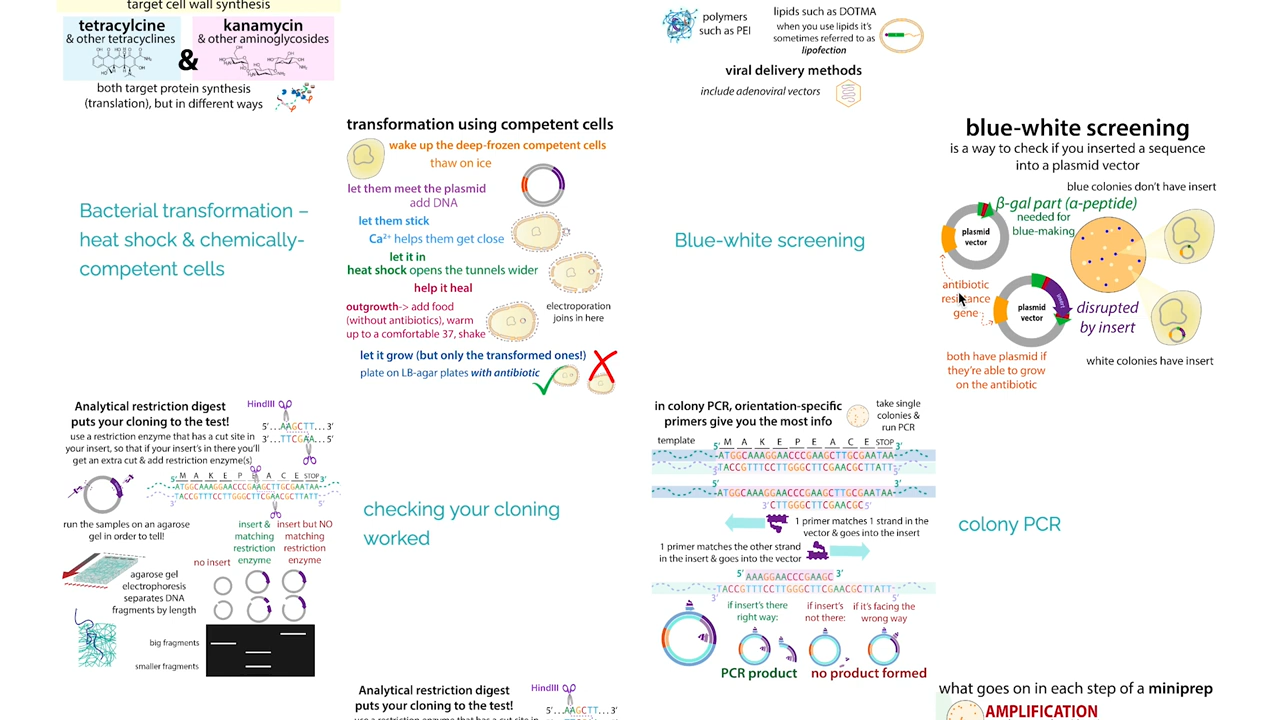 target cell wall synthesis
tetracylcine
& other tetracyclines
&
kanamycin
& other aminoglycosides
both target protein synthesis
(translation), but in different ways
polymers
such as PEI
lipids such as DOTMA
when you use lipids it's
sometimes referred to as
lipofection
viral delivery methods
include adenoviral vectors
Bacterial transformation –
heat shock & chemically-
competent cells
transformation using competent cells
wake up the deep-frozen competent cells
thaw on ice
let them meet the plasmid
add DNA
let them stick
Ca²⁺ helps them get close
let it in
heat shock opens the tunnels wider
help it heal
outgrowth-> add food
(without antibiotics), warm
up to a comfortable 37, shake
electroporation
joins in here
let it grow (but only the transformed ones!)
plate on LB-agar plates with antibiotic
Blue-white screening
blue-white screening
is a way to check if you inserted a sequence
into a plasmid vector
blue colonies don't have insert
β-gal part (α-peptide)
needed for
blue-making
plasmid
vector
antibiotic
resistance
gene
plasmid
vector
insert
disrupted
by insert
both have plasmid if
they're able to grow
on the antibiotic
white colonies have insert
Analytical restriction digest
puts your cloning to the test!
HindIII
5'...AAGCTT...3'
3'...TTCGAA...5'
use a restriction enzyme that has a cut site in
your insert, so that if your insert's in there you'll
get an extra cut & add restriction enzyme(s)
M A K E P E A C E STOP
5' ATGGCAAAGGAACCCGAAGCTTGCGAATAA 3'
TACCGTTTCCTTGGGCTTCGAACGCTTATT
3' 5'
run the samples on an agarose
gel in order to tell!
no insert
insert &
matching
restriction
enzyme
insert but NO
matching
restriction
enzyme
agarose gel
electrophoresis
separates DNA
fragments by length
big fragments
smaller fragments
checking your cloning
worked
in colony PCR, orientation-specific
primers give you the most info
take single
colonies &
run PCR
template
M A K E P E A C E STOP
5' ATGGCAAAGGAACCCGAAGCTTGCGAATAA 3'
3' TACCGTTTCCTTGGGCTTCGAACGCTTATT 5'
5' ATGGCAAAGGAACCCGAAGCTTGCGAATAA 3'
3'CTTGGGCTTCGAACGC5'
1 primer matches 1 strand in the
vector & goes into the insert
1 primer matches the other strand
in the insert & goes into the vector
5' AAAGGAACCCGAAGC 3'
3' TACCGTTTCCTTGGGCTTCGAACGCTTATT 5'
if insert's there
right way:
if insert's
not there:
if it's facing the
wrong way
PCR product
no product formed
colony PCR
Analytical restriction digest
puts your cloning to the test!
HindIII
5'...AAGCTT...3'
what goes on in each step of a miniprep
AMPLIFICATION